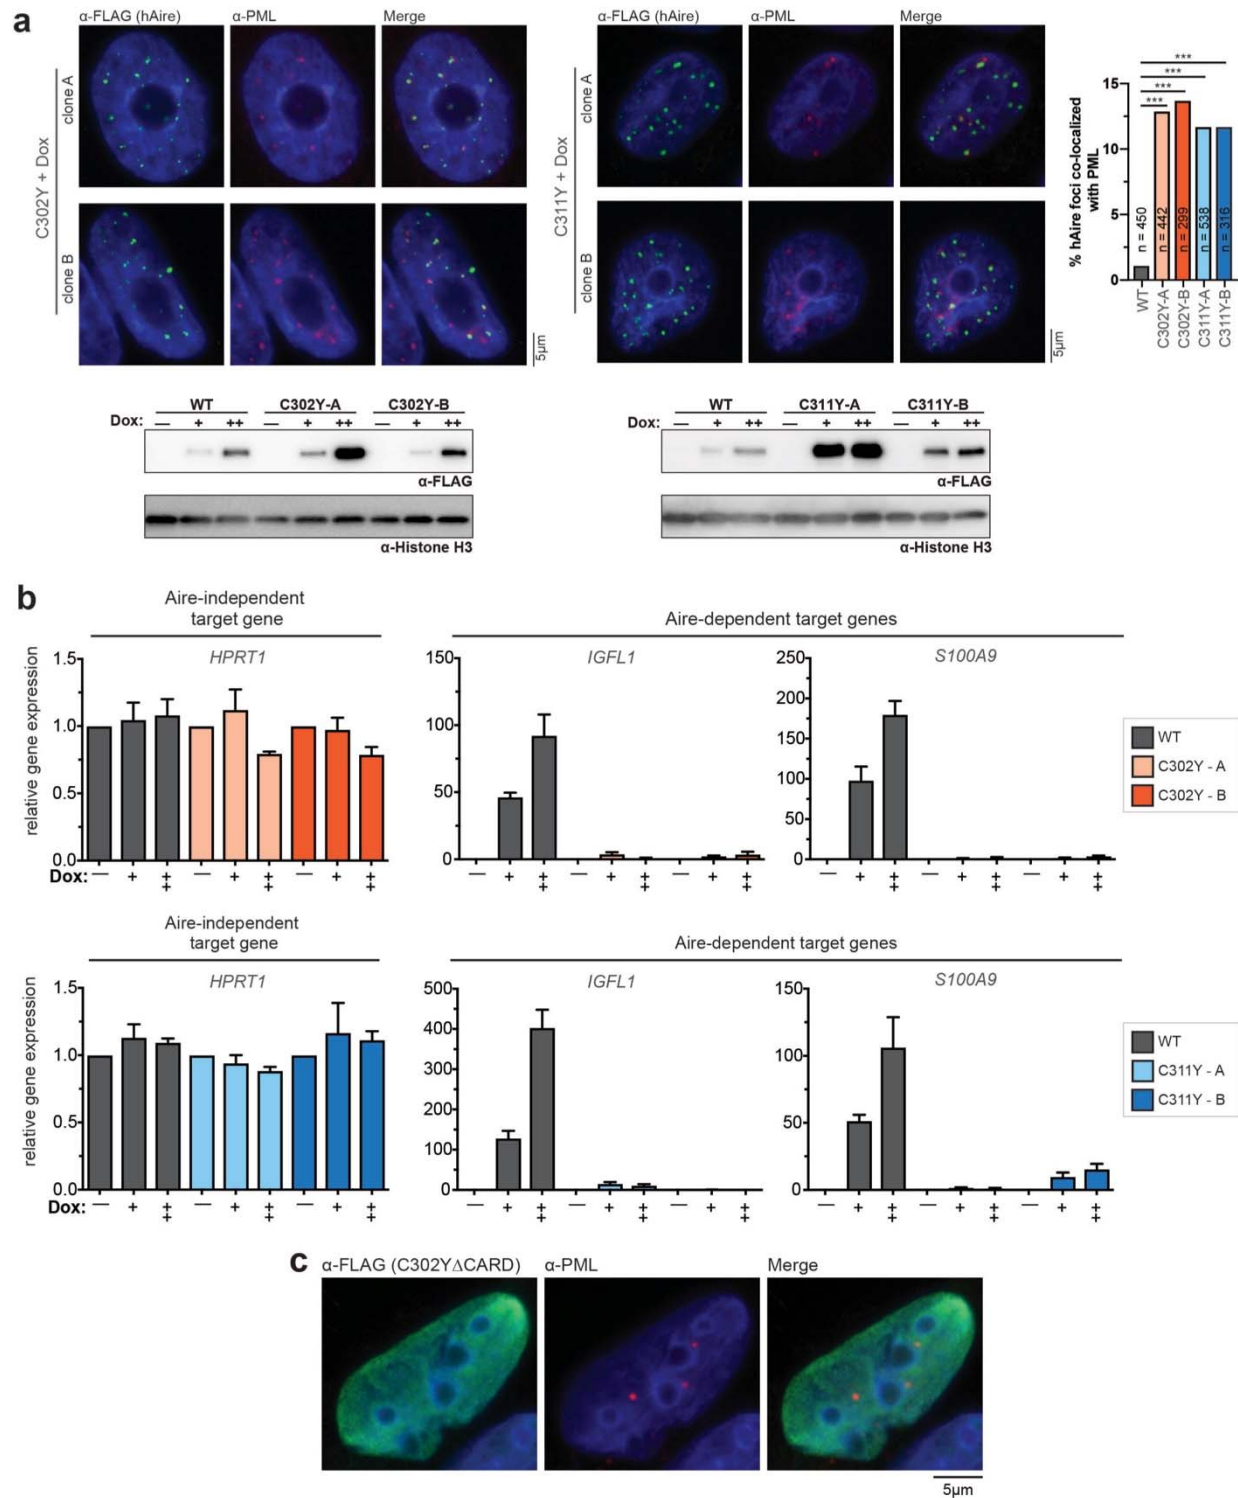 a
α-FLAG (hAire) α-PML Merge
C302Y + Dox
clone A
clone B
5µm
α-FLAG (hAire) α-PML Merge
C311Y + Dox
clone A
clone B
5µm
***
***
***
***
% hAire foci co-localized
with PML
15
10
5
0
n = 450
n = 442
n = 299
n = 538
n = 316
WT
C302Y-A
C302Y-B
C311Y-A
C311Y-B
WT C302Y-A C302Y-B
Dox: — + ++ — + ++ — + ++
α-FLAG
α-Histone H3
WT C311Y-A C311Y-B
Dox: — + ++ — + ++ — + ++
α-FLAG
α-Histone H3
b
Aire-independent
target gene
Aire-dependent target genes
HPRT1
IGFL1
S100A9
relative gene expression
1.5
1.0
0.5
0.0
150
100
50
0
250
200
150
100
50
0
Dox: — + ++ — + ++ — + ++
— + ++ — + ++ — + ++
— + ++ — + ++ — + ++
WT
C302Y - A
C302Y - B
Aire-independent
target gene
Aire-dependent target genes
HPRT1
IGFL1
S100A9
relative gene expression
1.5
1.0
0.5
0.0
500
400
300
200
100
0
150
100
50
0
Dox: — + ++ — + ++ — + ++
— + ++ — + ++ — + ++
— + ++ — + ++ — + ++
WT
C311Y - A
C311Y - B
c
α-FLAG (C302Y∆CARD) α-PML Merge
5µm